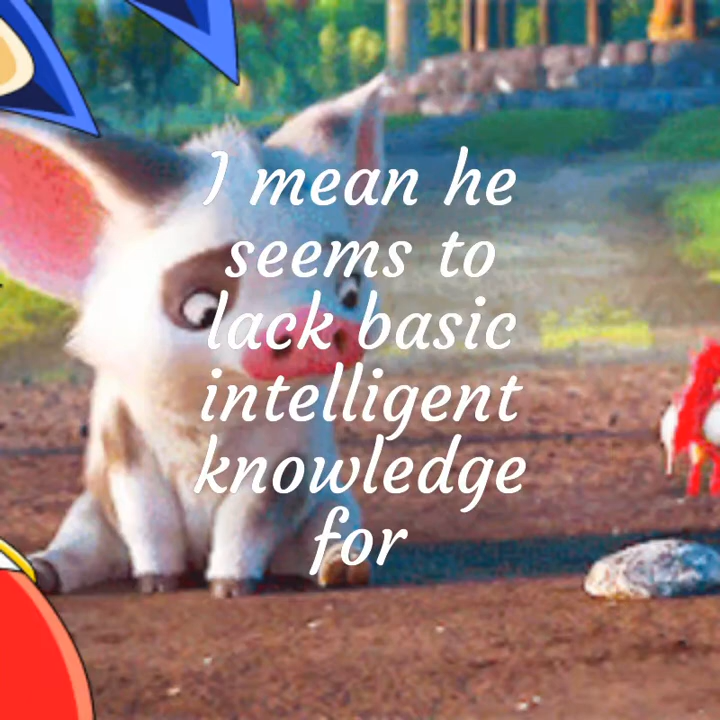 I mean he
seems to
lack basic
intelligent
knowledge
for